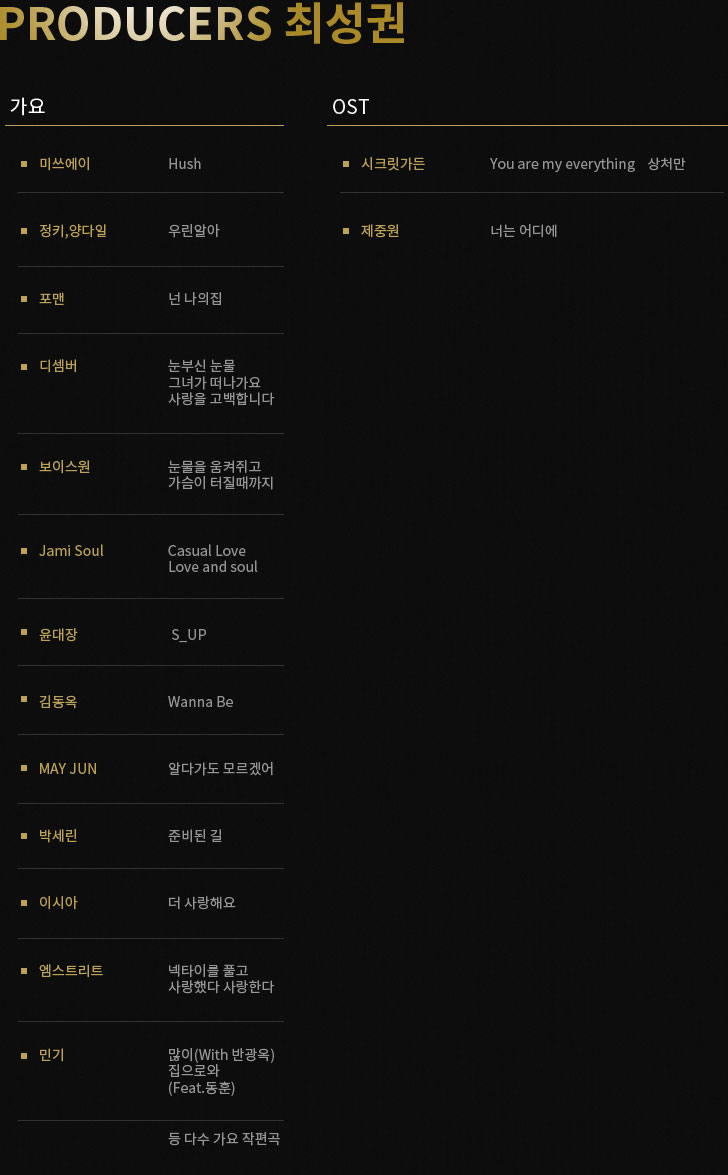 PRODUCERS 최성권
가요
미쓰에이 Hush
정키,양다일 우린알아
포맨 넌 나의집
디셈버 눈부신 눈물
그녀가 떠나가요
사랑을 고백합니다
보이스원 눈물을 움켜쥐고
가슴이 터질때까지
Jami Soul Casual Love
Love and soul
윤대장 S_UP
김동옥 Wanna Be
MAY JUN 알다가도 모르겠어
박세린 준비된 길
이시아 더 사랑해요
엠스트리트 넥타이를 풀고
사랑했다 사랑한다
민기 많이(With 반광옥)
집으로와
(Feat.동훈)
등 다수 가요 작편곡
OST
시크릿가든 You are my everything 상처만
제중원 너는 어디에